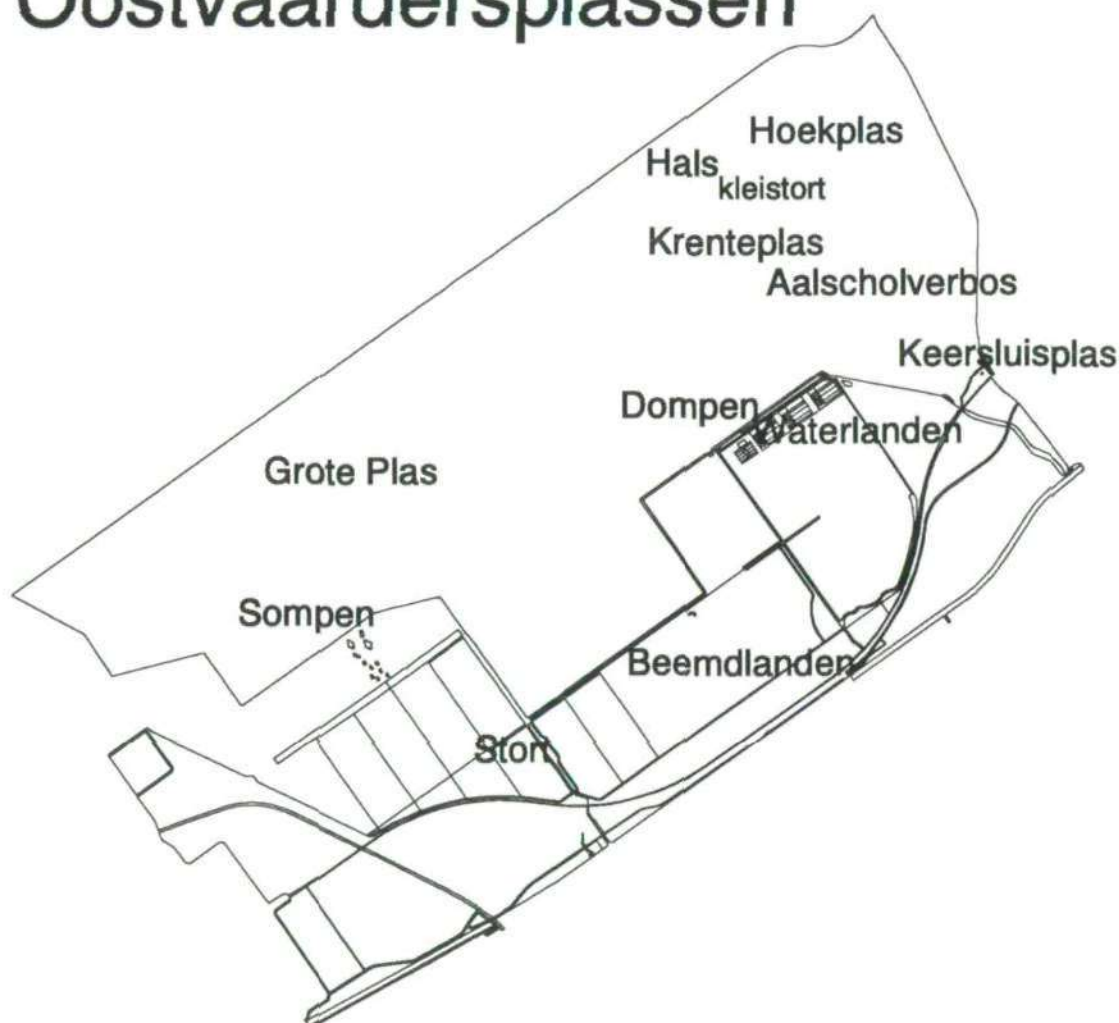 Oostvaardersplassen
Hoekplas
Hals
kleistort
Krenteplas
Aalscholverbos
Keersluisplas
Dompen
Waterlanden
Grote Plas
Sompen
Beemdlanden
Stort